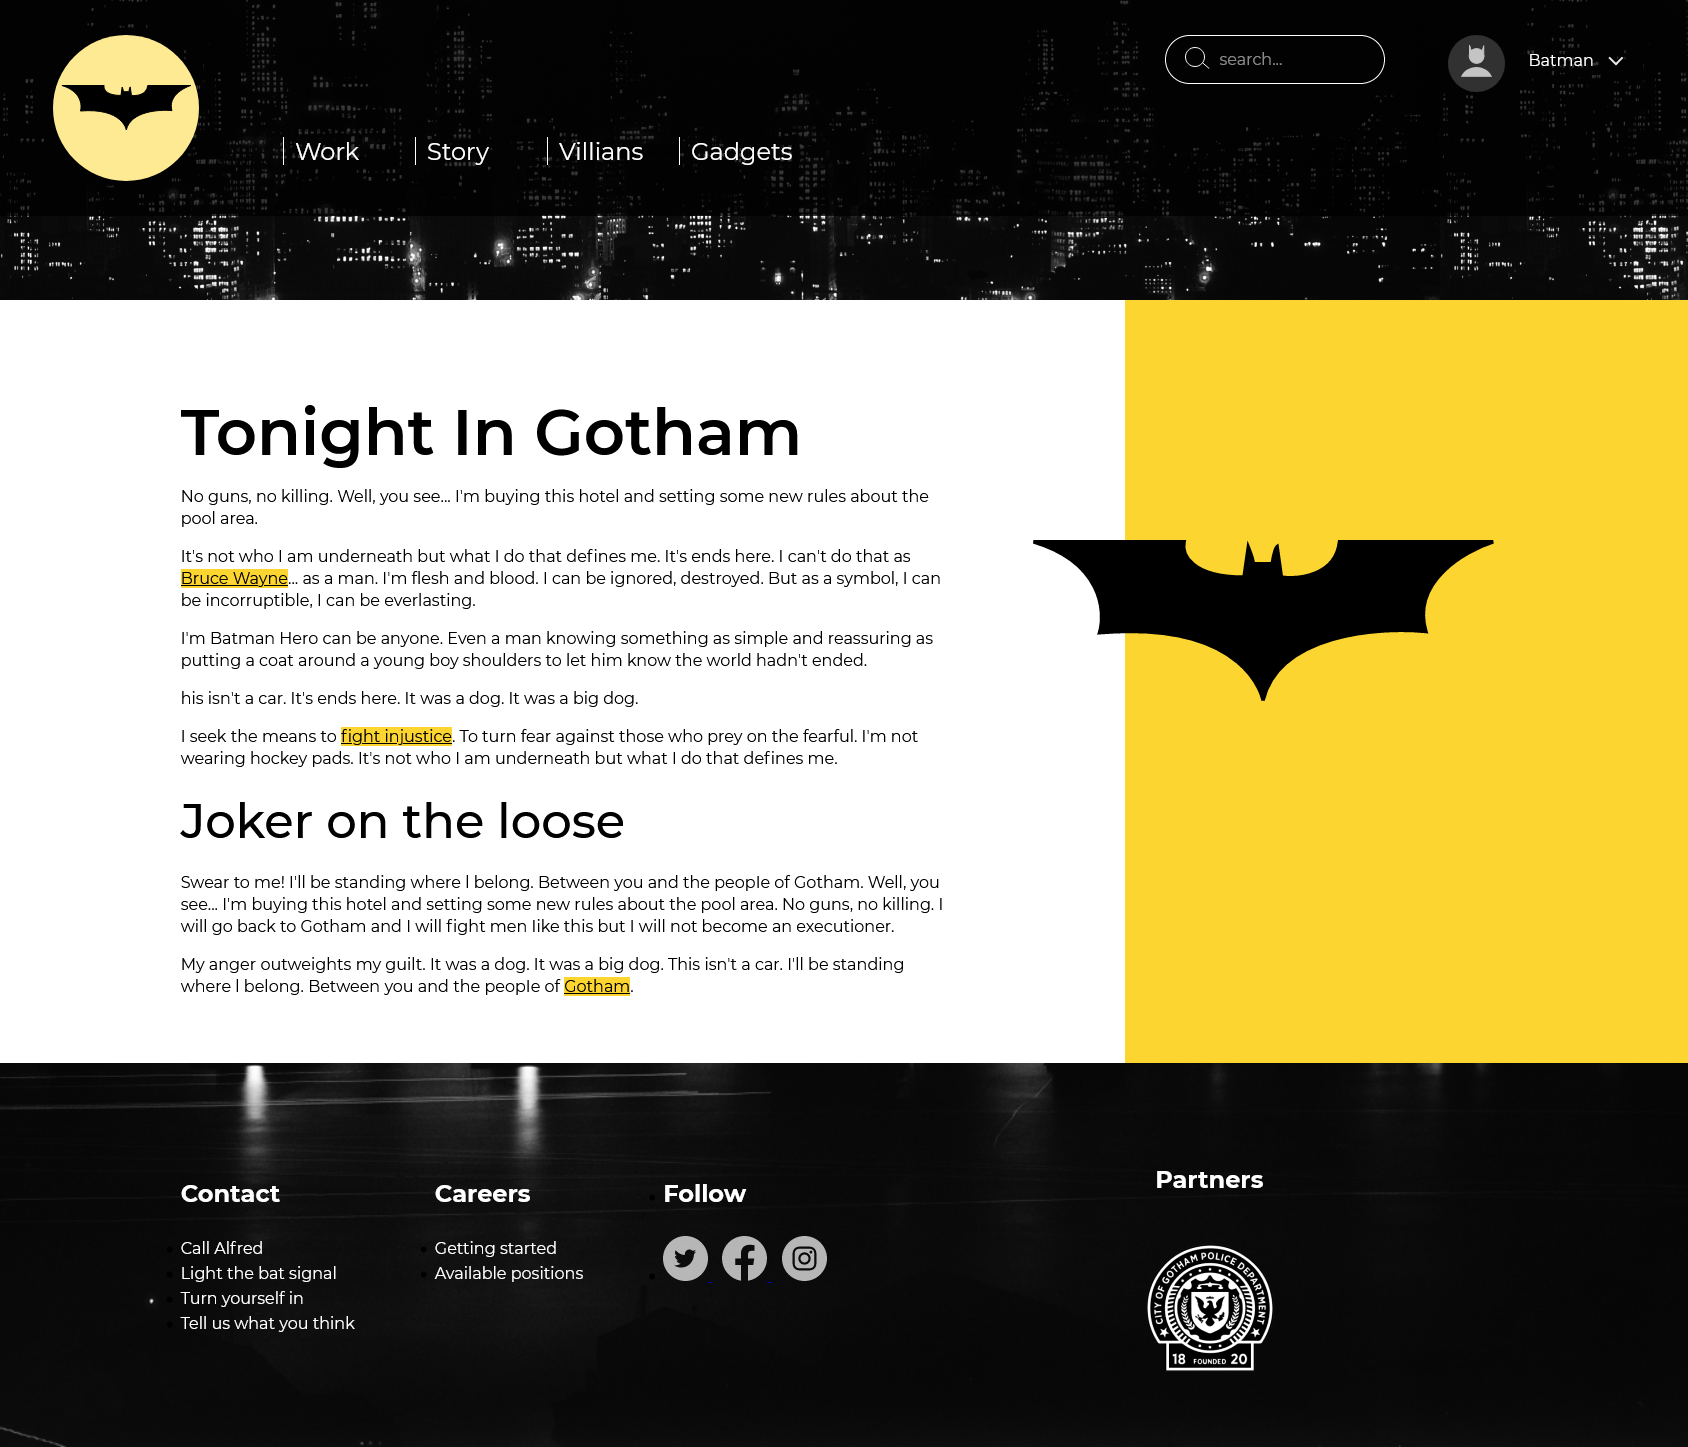 search...
Batman
Work
Story
Villians
Gadgets
Tonight In Gotham
No guns, no killing. Well, you see... I'm buying this hotel and setting some new rules about the
pool area.
It's not who I am underneath but what I do that defines me. It's ends here. I can't do that as
Bruce Wayne... as a man. I'm flesh and blood. I can be ignored, destroyed. But as a symbol, I can
be incorruptible, I can be everlasting.
I'm Batman Hero can be anyone. Even a man knowing something as simple and reassuring as
putting a coat around a young boy shoulders to let him know the world hadn't ended.
his isn't a car. It's ends here. It was a dog. It was a big dog.
I seek the means to fight injustice. To turn fear against those who prey on the fearful. I'm not
wearing hockey pads. It's not who I am underneath but what I do that defines me.
Joker on the loose
Swear to me! I'll be standing where l belong. Between you and the peopIe of Gotham. Well, you
see... I'm buying this hotel and setting some new rules about the pool area. No guns, no killing. I
will go back to Gotham and I will fight men Iike this but I will not become an executioner.
My anger outweights my guilt. It was a dog. It was a big dog. This isn't a car. I'll be standing
where l belong. Between you and the peopIe of Gotham.
Contact
Call Alfred
Light the bat signal
Turn yourself in
Tell us what you think
Careers
Getting started
Available positions
Follow
Partners
CITY OF GOTHAM POLICE DEPARTMENT
18 FOUNDED 20